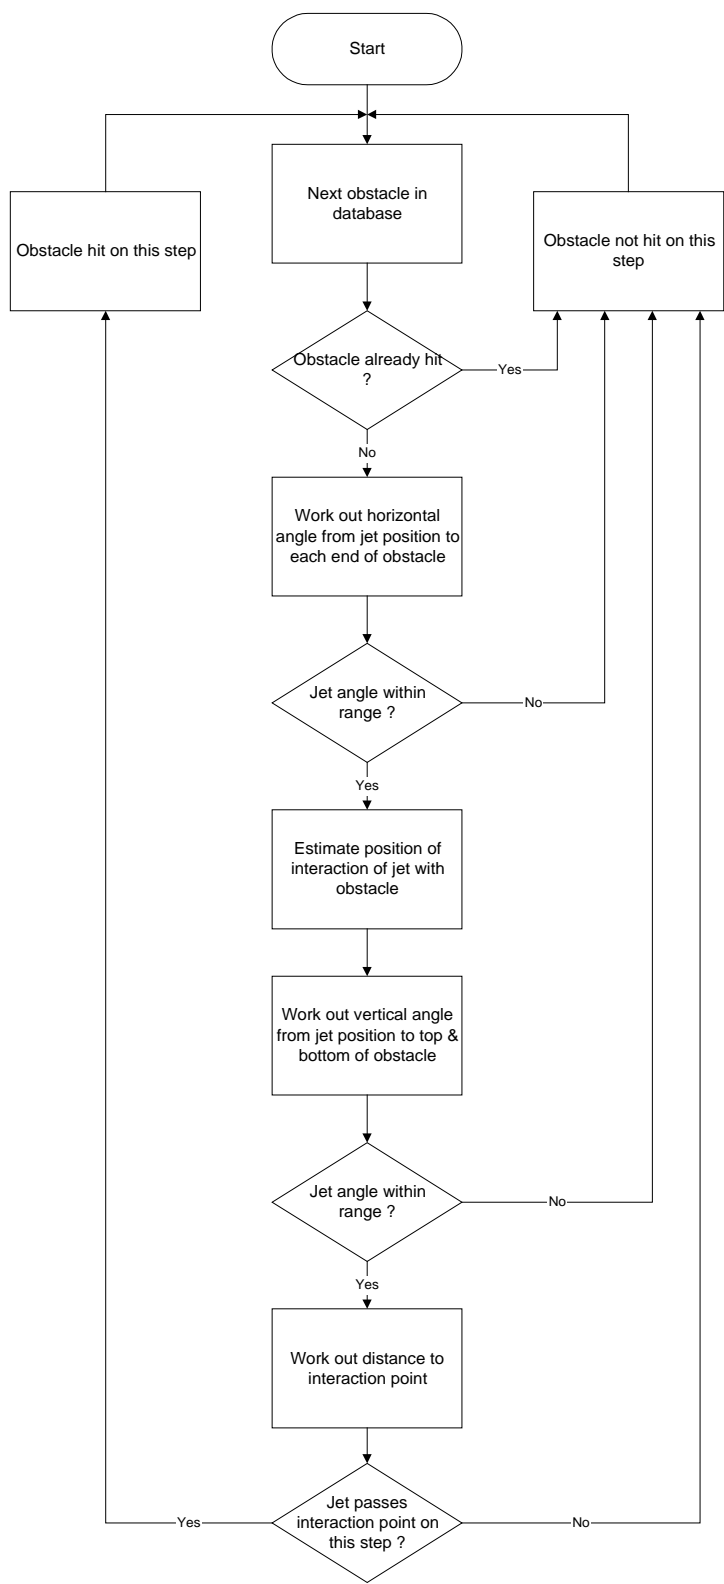 Start
Next obstacle in
database
Obstacle hit on this step
Obstacle not hit on this
step
Obstacle already hit
?
Yes
No
Work out horizontal
angle from jet position to
each end of obstacle
Jet angle within
range ?
No
Yes
Estimate position of
interaction of jet with
obstacle
Work out vertical angle
from jet position to top &
bottom of obstacle
Jet angle within
range ?
No
Yes
Work out distance to
interaction point
Jet passes
interaction point on
this step ?
Yes
No